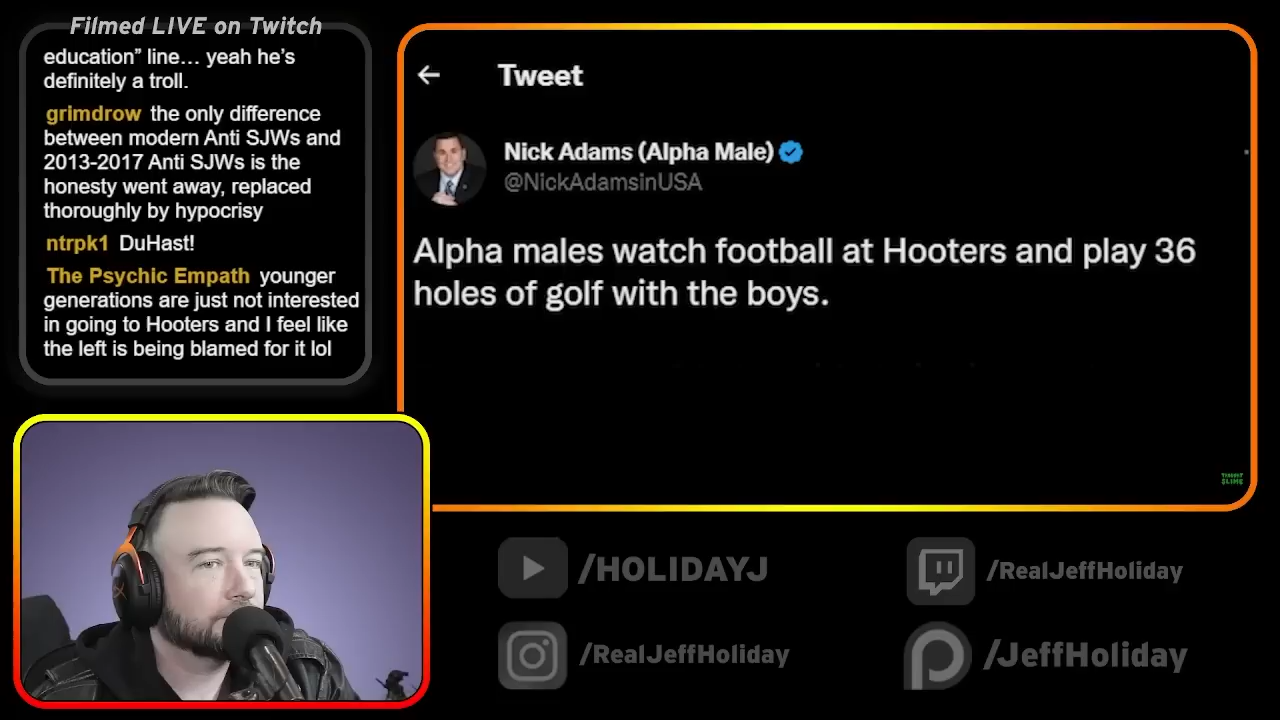 Filmed LIVE on Twitch
education” line... yeah he's
definitely a troll.
grimdrow the only difference
between modern Anti SJWs and
2013-2017 Anti SJWs is the
honesty went away, replaced
thoroughly by hypocrisy
ntrpk1 DuHast!
The Psychic Empath younger
generations are just not interested
in going to Hooters and I feel like
the left is being blamed for it lol
Tweet
Nick Adams (Alpha Male)
@NickAdamsinUSA
Alpha males watch football at Hooters and play 36
holes of golf with the boys.
THOUGHT
SLIME
/HOLIDAYJ
/RealJeffHoliday
/RealJeffHoliday
/JeffHoliday